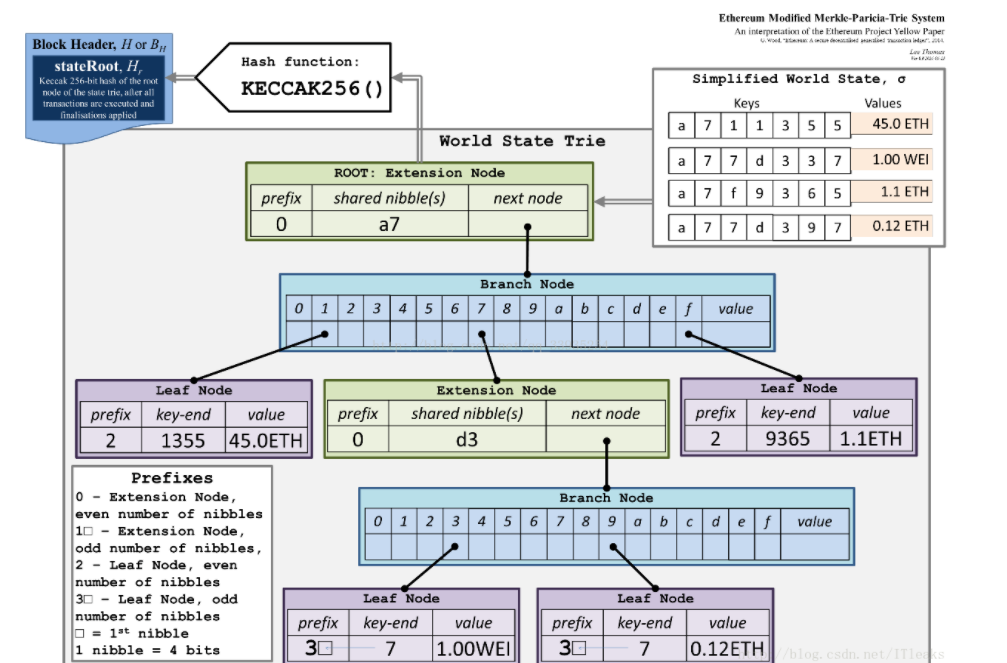 Ethereum Modified Merkle-Paricia-Trie System
An interpretation of the Ethereum Project Yellow Paper
G. Wood, "Ethereum: A secure decentralised generalised transaction ledger", 2014.
Lee Thomas
Block Header, H or B_H
stateRoot, H_r
Keccak 256-bit hash of the root
node of the state trie, after all
transactions are executed and
finalisations applied
Hash function:
KECCAK256()
Simplified World State, σ
Keys Values
a 7 1 1 3 5 5 45.0 ETH
a 7 7 d 3 3 7 1.00 WEI
a 7 f 9 3 6 5 1.1 ETH
a 7 7 d 3 9 7 0.12 ETH
World State Trie
ROOT: Extension Node
prefix shared nibble(s) next node
0 a7
Branch Node
0 1 2 3 4 5 6 7 8 9 a b c d e f value
Leaf Node
prefix key-end value
2 1355 45.0ETH
Extension Node
prefix shared nibble(s) next node
0 d3
Leaf Node
prefix key-end value
2 9365 1.1ETH
Prefixes
0 - Extension Node,
even number of nibbles
1□ - Extension Node,
odd number of nibbles,
2 - Leaf Node, even
number of nibbles
3□ - Leaf Node, odd
number of nibbles
□ = 1st nibble
1 nibble = 4 bits
Branch Node
0 1 2 3 4 5 6 7 8 9 a b c d e f value
Leaf Node
prefix key-end value
3□ 7 1.00WEI
Leaf Node
prefix key-end value
3□ 7 0.12ETH
//blog.csdn.net/ITleaks